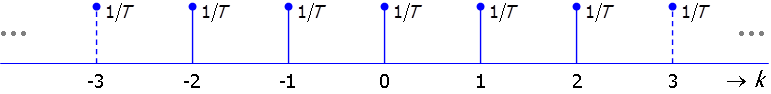 1/T 1/T 1/T 1/T 1/T 1/T 1/T
... ...
-3 -2 -1 0 1 2 3 → k